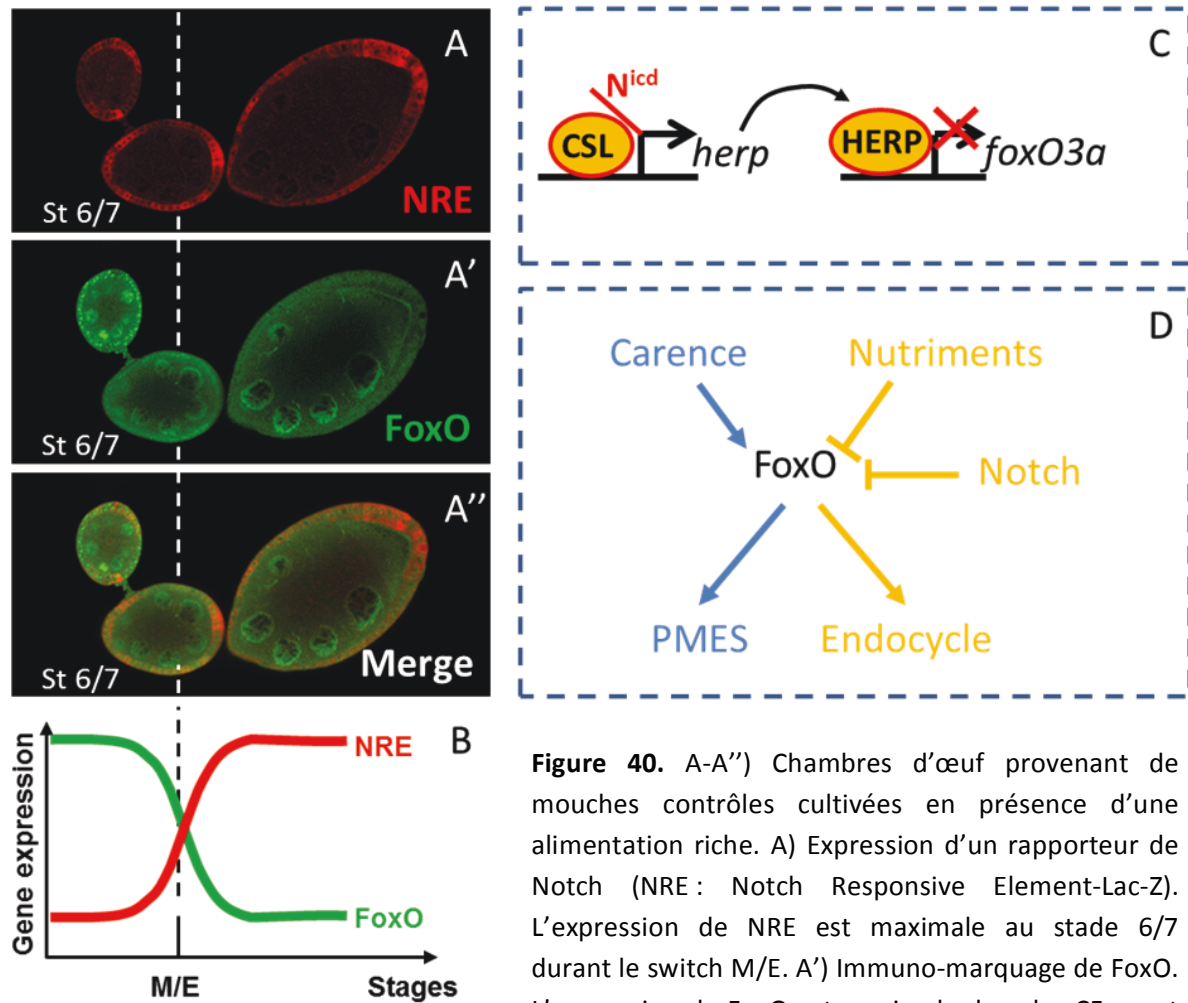 A
St 6/7
NRE
A'
St 6/7
FoxO
A''
St 6/7
Merge
B
Gene expression
NRE
FoxO
M/E
Stages
C
N^icd
CSL
herp
HERP
foxO3a
D
Carence
Nutriments
FoxO
Notch
PMES
Endocycle
Figure 40. A-A'') Chambres d'œuf provenant de
mouches contrôles cultivées en présence d'une
alimentation riche. A) Expression d'un rapporteur de
Notch (NRE : Notch Responsive Element-Lac-Z).
L'expression de NRE est maximale au stade 6/7
durant le switch M/E. A') Immuno-marquage de FoxO.